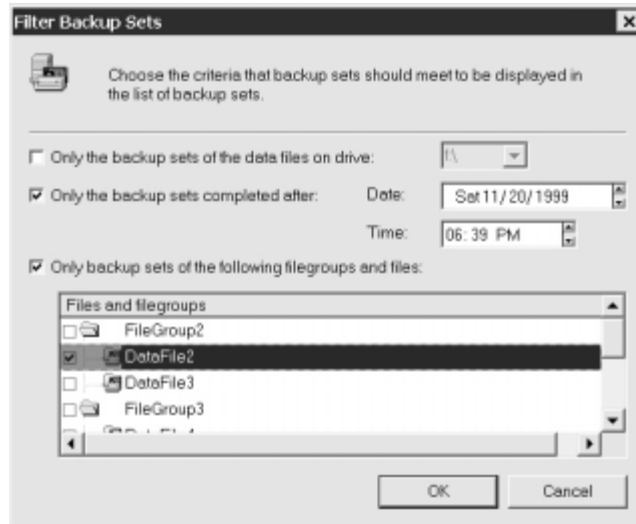 Filter Backup Sets
Choose the criteria that backup sets should meet to be displayed in
the list of backup sets.
Only the backup sets of the data files on drive:
Only the backup sets completed after: Date: Sat 11/20/1999
Time: 06:39 PM
Only backup sets of the following filegroups and files:
Files and filegroups
FileGroup2
DataFile2
DataFile3
FileGroup3
OK Cancel